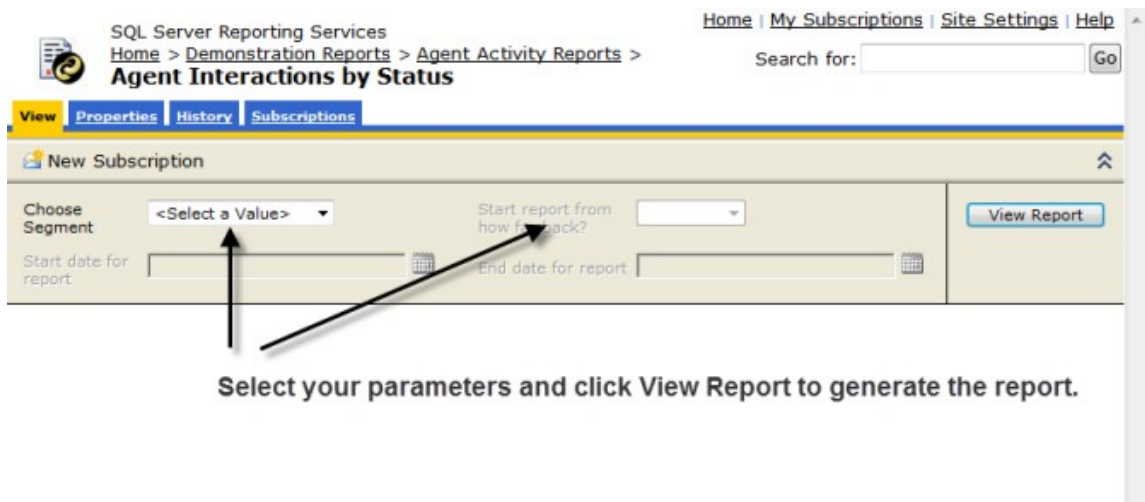 SQL Server Reporting Services
Home > Demonstration Reports > Agent Activity Reports >
Agent Interactions by Status
Home | My Subscriptions | Site Settings | Help
Search for:
Go
View Properties History Subscriptions
New Subscription
Choose
Segment
<Select a Value>
Start report from
how far back?
View Report
Start date for
report
End date for report
Select your parameters and click View Report to generate the report.